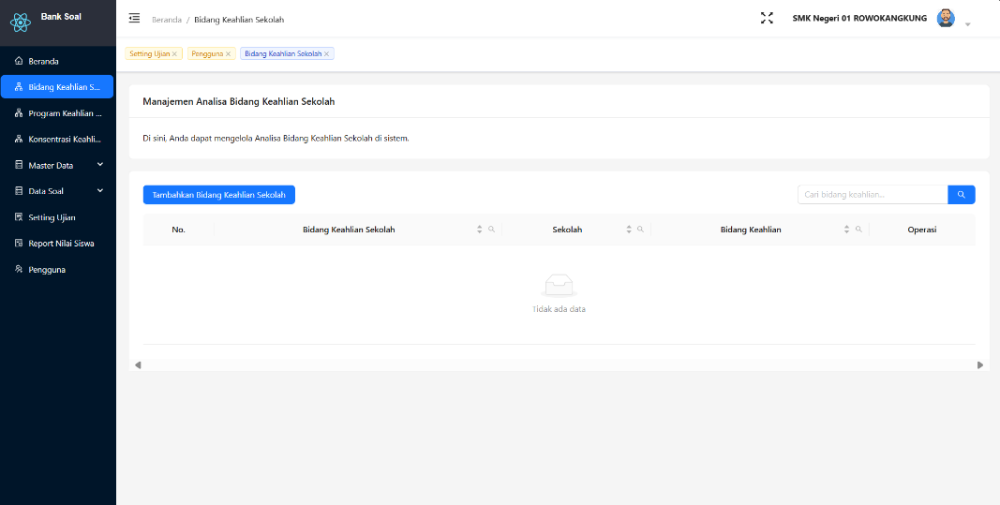 Bank Soal
Beranda / Bidang Keahlian Sekolah
SMK Negeri 01 ROWOKANGKUNG
Setting Ujian Pengguna Bidang Keahlian Sekolah
Beranda
Bidang Keahlian S...
Program Keahlian ...
Konsentrasi Keahli...
Master Data
Data Soal
Setting Ujian
Report Nilai Siswa
Pengguna
Manajemen Analisa Bidang Keahlian Sekolah
Di sini, Anda dapat mengelola Analisa Bidang Keahlian Sekolah di sistem.
Tambahkan Bidang Keahlian Sekolah
Cari bidang keahlian...
No. Bidang Keahlian Sekolah Sekolah Bidang Keahlian Operasi
Tidak ada data